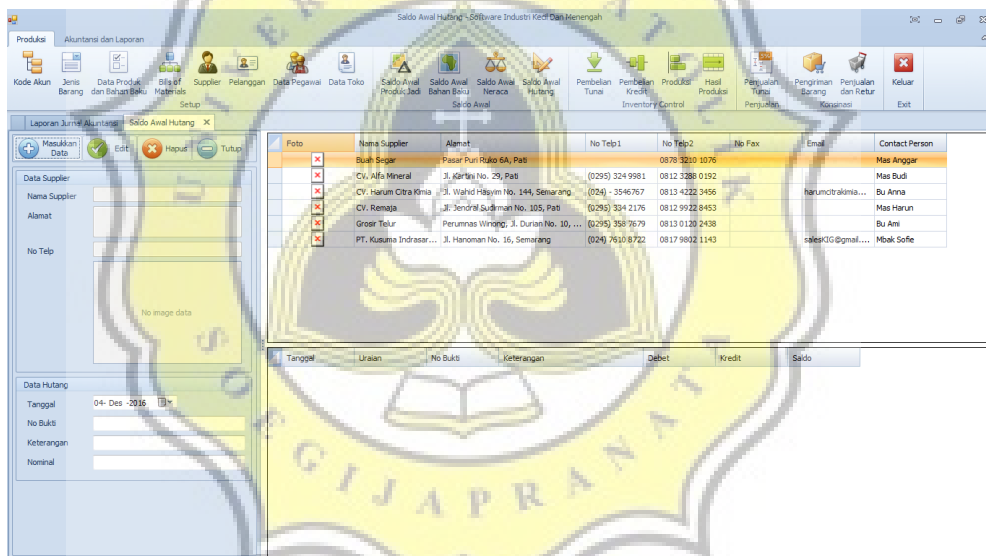 Saldo Awal Hutang - Software Industri Kecil Dan Menengah
Produksi Akuntansi dan Laporan
Kode Akun Jenis Barang Data Produk dan Bahan Baku Bills of Materials Supplier Pelanggan Data Pegawai Data Toko Saldo Awal Produk Jadi Saldo Awal Bahan Baku Saldo Awal Neraca Saldo Awal Hutang Pembelian Tunai Pembelian Kredit Produksi Hasil Produksi Penjualan Tunai Pengiriman Barang Penjualan dan Retur Keluar
Setup Saldo Awal Inventory Control Penjualan Konsinasi Exit
Laporan Jurnal Akuntansi Saldo Awal Hutang
Masukkan Data Edit Hapus Tutup
Data Supplier
Nama Supplier
Alamat
No Telp
No image data
Data Hutang
Tanggal 04- Des -2016
No Bukti
Keterangan
Nominal
Foto Nama Supplier Alamat No Telp1 No Telp2 No Fax Email Contact Person
Buah Segar Pasar Puri Ruko 6A, Pati 0878 3210 1076 Mas Anggar
CV. Alfa Mineral Jl. Kartini No. 29, Pati (0295) 324 9981 0812 3288 0192 Mas Budi
CV. Harum Citra Kimia Jl. Wahid Hasyim No. 144, Semarang (024) - 3546767 0813 4222 3456 harumcitrakimia... Bu Anna
CV. Remaja Jl. Jendral Sudirman No. 105, Pati (0295) 334 2176 0812 9922 8453 Mas Harun
Grosir Telur Perumnas Winong, Jl. Durian No. 10, ... (0295) 358 7679 0813 0120 2438 Bu Ami
PT. Kusuma Indrasar... Jl. Hanoman No. 16, Semarang (024) 7610 8722 0817 9802 1143 salesKIG@gmail.... Mbak Sofie
Tanggal Uraian No Bukti Keterangan Debet Kredit Saldo
SOEGIJAPRANATA